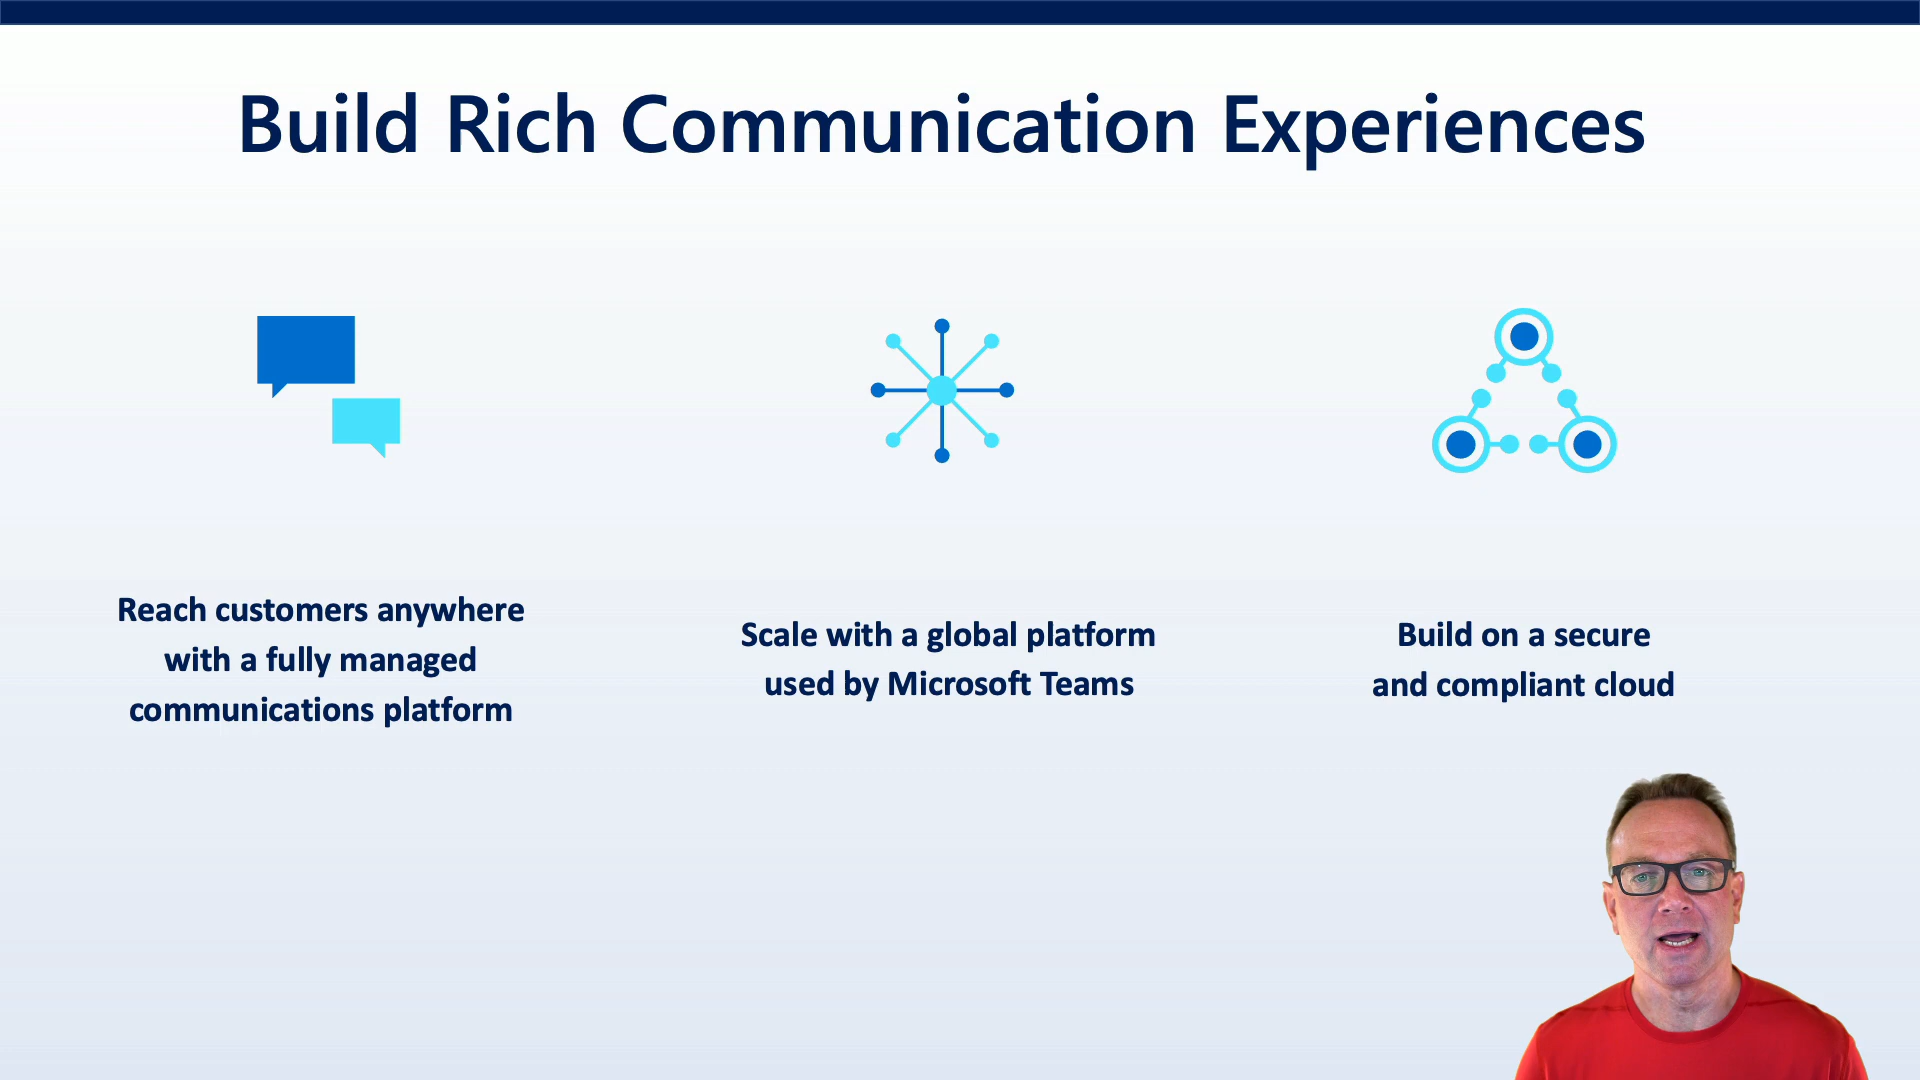 Build Rich Communication Experiences
Reach customers anywhere
with a fully managed
communications platform
Scale with a global platform
used by Microsoft Teams
Build on a secure
and compliant cloud